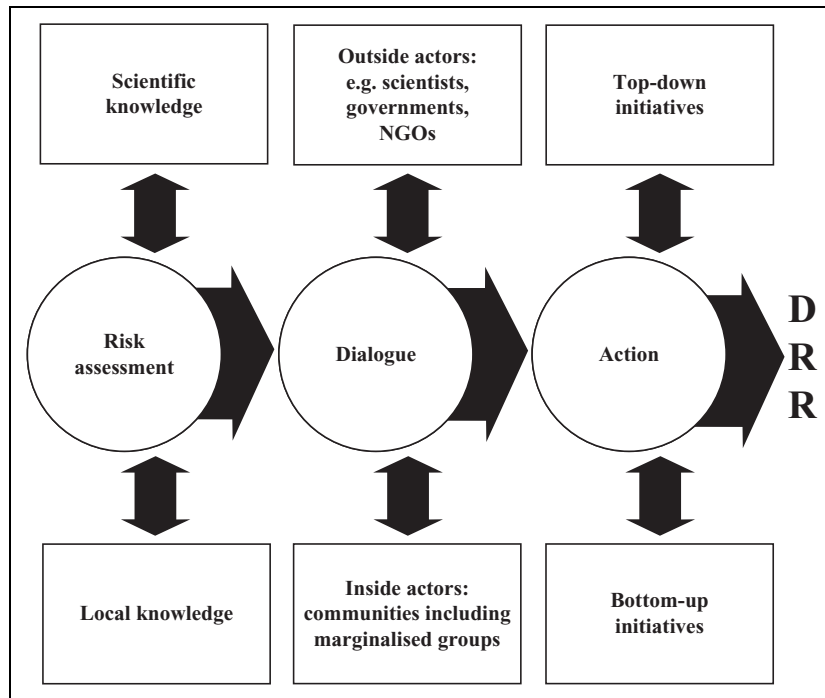 Scientific
knowledge
Outside actors:
e.g. scientists,
governments,
NGOs
Top-down
initiatives
Risk
assessment
Dialogue
Action
D
R
R
Local knowledge
Inside actors:
communities including
marginalised groups
Bottom-up
initiatives